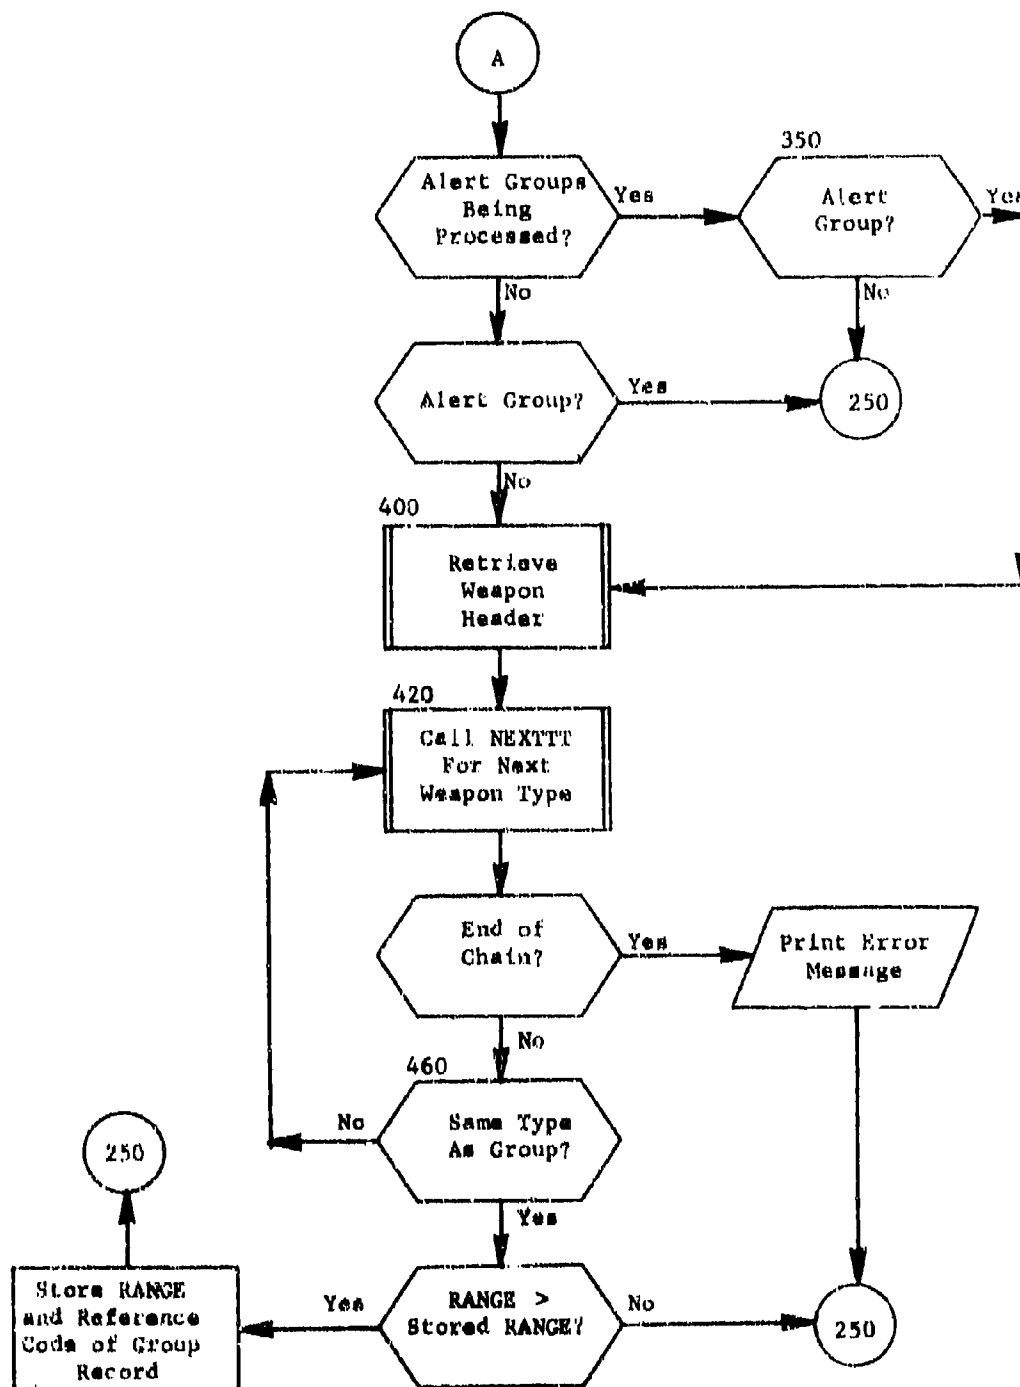 A
350
Alert Groups
Being
Processed?
Yes
Alert
Group?
Yes
No
No
Alert Group?
Yes
250
No
400
Retrieve
Weapon
Header
420
Call NEXTTT
For Next
Weapon Type
End of
Chain?
Yes
Print Error
Message
No
460
Same Type
As Group?
No
250
Yes
Store RANGE
and Reference
Code of Group
Record
Yes
RANGE >
Stored RANGE?
No
250